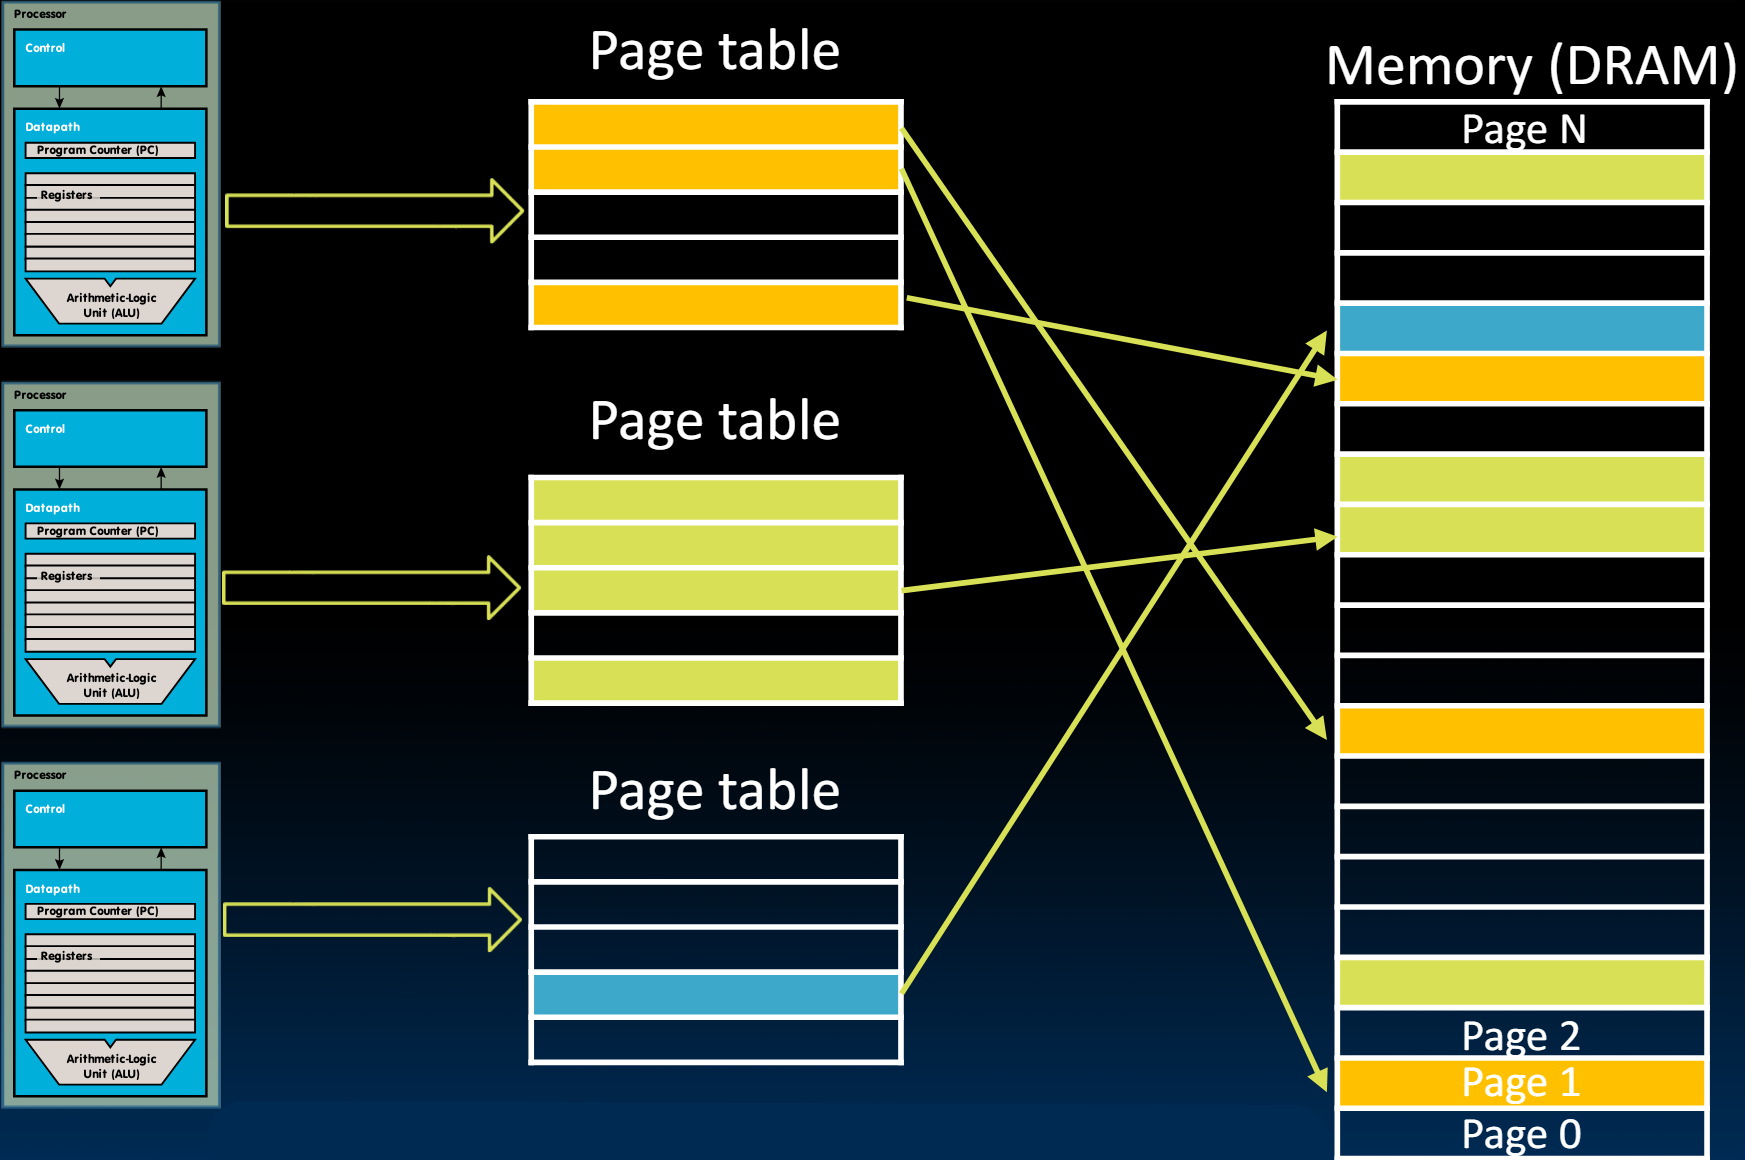 Processor
Control
Datapath
Program Counter (PC)
Registers
Arithmetic-Logic
Unit (ALU)
Page table
Processor
Control
Datapath
Program Counter (PC)
Registers
Arithmetic-Logic
Unit (ALU)
Page table
Processor
Control
Datapath
Program Counter (PC)
Registers
Arithmetic-Logic
Unit (ALU)
Page table
Memory (DRAM)
Page N
Page 2
Page 1
Page 0